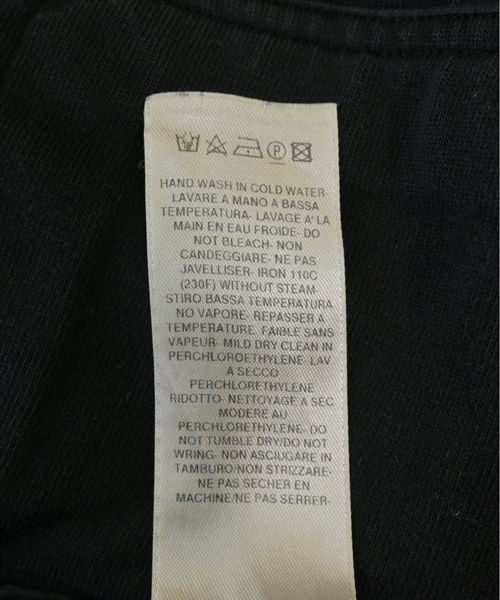 P
HAND WASH IN COLD WATER-
LAVARE A MANO A BASSA
TEMPERATURA- LAVAGE A' LA
MAIN EN EAU FROIDE- DO
NOT BLEACH- NON
CANDEGGIARE- NE PAS
JAVELLISER- IRON 110C
(230F) WITHOUT STEAM-
STIRO BASSA TEMPERATURA
NO VAPORE- REPASSER A
TEMPERATURE, FAIBLE SANS
VAPEUR- MILD DRY CLEAN IN
PERCHLOROETHYLENE- LAV
A SECCO
PERCHLORETHYLENE
RIDOTTO- NETTOYAGE A SEC
MODERE AU
PERCHLORETHYLENE- DO
NOT TUMBLE DRY/DO NOT
WRING- NON ASCIUGARE IN
TAMBURO/NON STRIZZARE-
NE PAS SECHER EN
MACHINE/NE PAS SERRER-